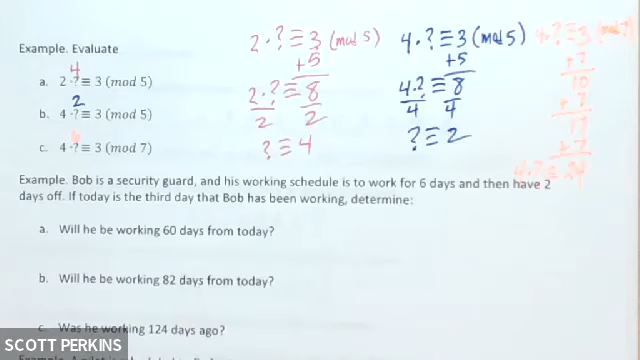 Example. Evaluate
a. 2 · ? ≡ 3 (mod 5)
4
b. 4 · ? ≡ 3 (mod 5)
2
c. 4 · ? ≡ 3 (mod 7)
6
2 · ? ≡ 3 (mod 5)
+5
2 · ? ≡ 8
2 2
? ≡ 4
4 · ? ≡ 3 (mod 5)
+5
4 · ? ≡ 8
4 4
? ≡ 2
4 · ? ≡ 3 (mod 7)
+7
10
+7
17
+7
4 · ? ≡ 24
Example. Bob is a security guard, and his working schedule is to work for 6 days and then have 2
days off. If today is the third day that Bob has been working, determine:
a. Will he be working 60 days from today?
b. Will he be working 82 days from today?
c. Was he working 124 days ago?
SCOTT PERKINS